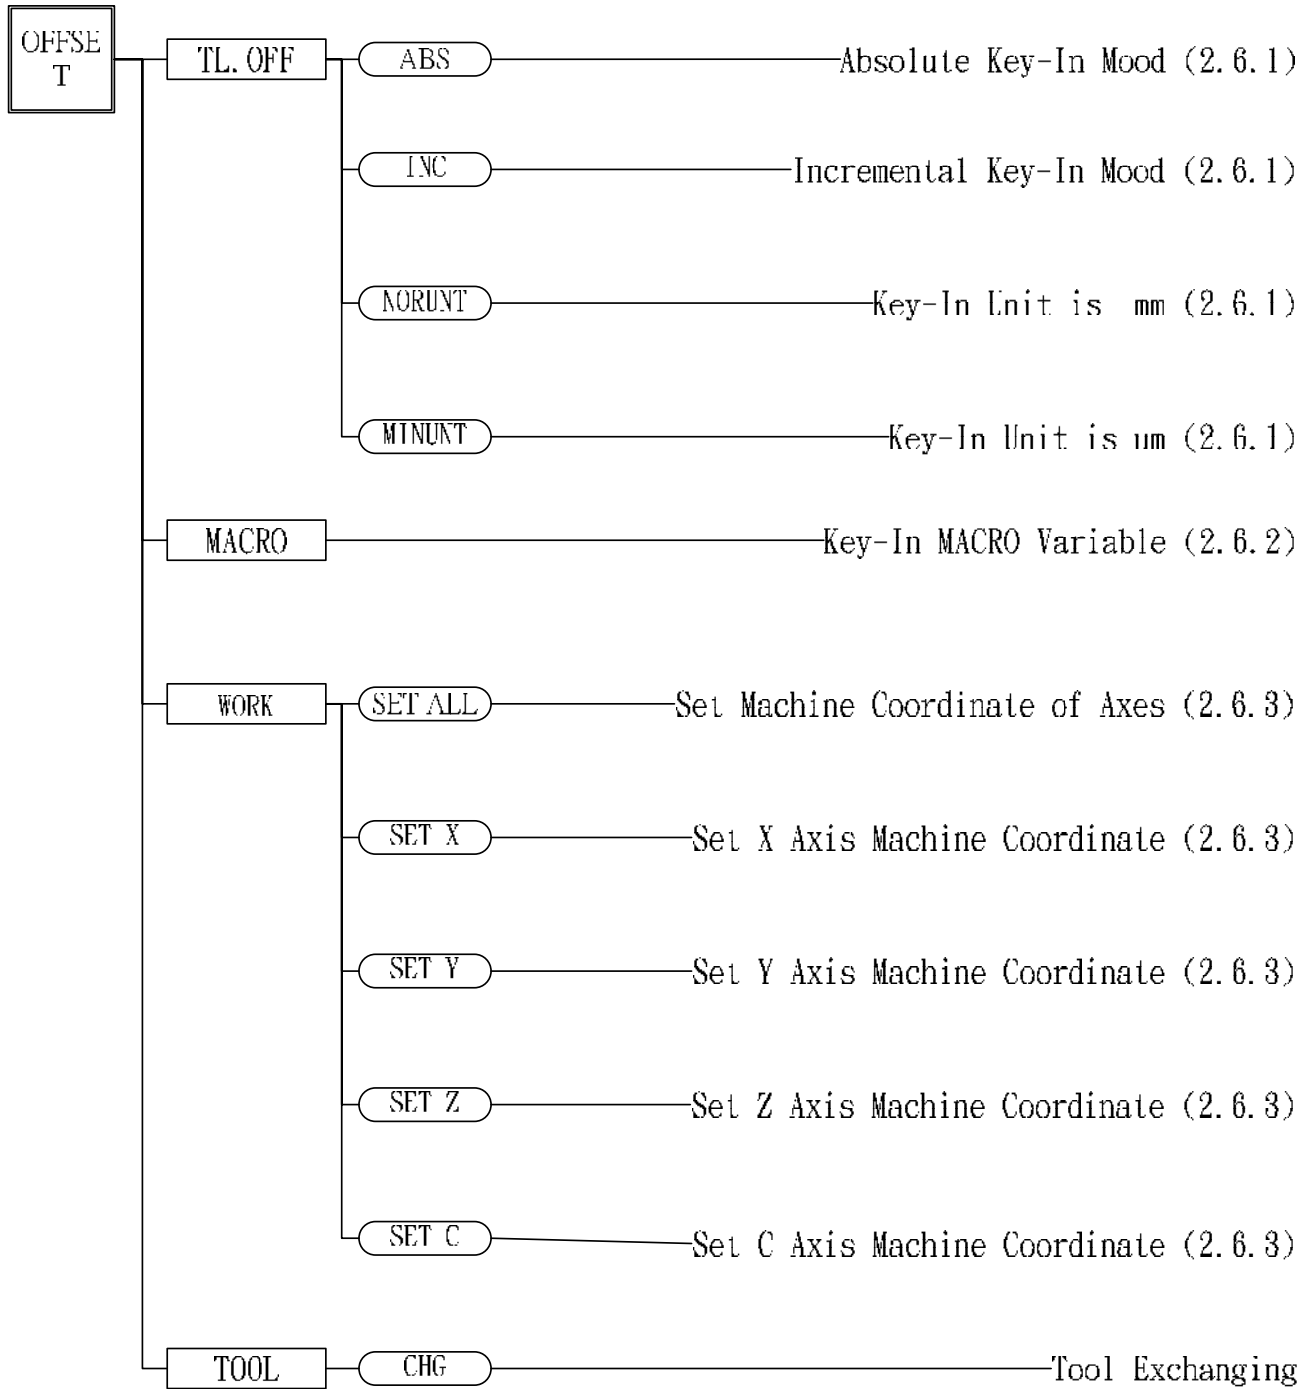 OFFSE
T
TL. OFF
ABS
Absolute Key-In Mood (2.6.1)
INC
Incremental Key-In Mood (2.6.1)
NORUNT
Key-In Unit is mm (2.6.1)
MINUNT
Key-In Unit is um (2.6.1)
MACRO
Key-In MACRO Variable (2.6.2)
WORK
SET ALL
Set Machine Coordinate of Axes (2.6.3)
SET X
Set X Axis Machine Coordinate (2.6.3)
SET Y
Set Y Axis Machine Coordinate (2.6.3)
SET Z
Set Z Axis Machine Coordinate (2.6.3)
SET C
Set C Axis Machine Coordinate (2.6.3)
TOOL
CHG
Tool Exchanging